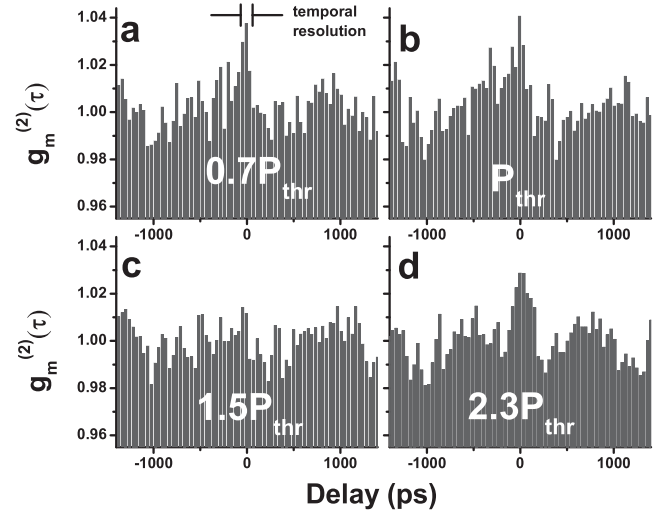 temporal
resolution
a
b
1.04
1.02
1.00
0.98
0.96
g_m^(2)(τ)
0.7P_thr
P_thr
-1000 0 1000
-1000 0 1000
c
d
1.04
1.02
1.00
0.98
0.96
g_m^(2)(τ)
1.5P_thr
2.3P_thr
-1000 0 1000
-1000 0 1000
Delay (ps)